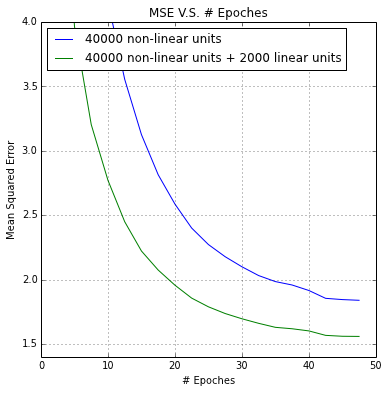 MSE V.S. # Epoches
40000 non-linear units
40000 non-linear units + 2000 linear units
Mean Squared Error
4.0
3.5
3.0
2.5
2.0
1.5
0 10 20 30 40 50
# Epoches